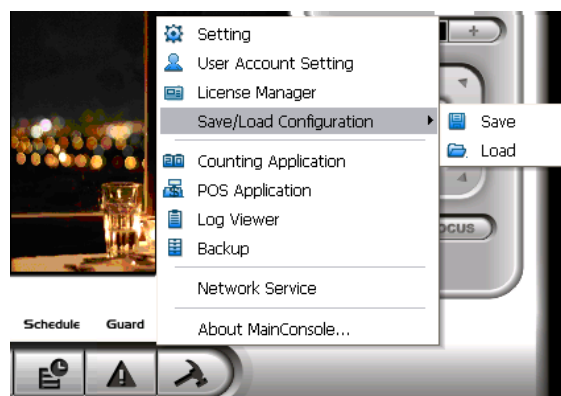 Setting
User Account Setting
License Manager
Save/Load Configuration
Save
Load
Counting Application
POS Application
Log Viewer
Backup
Network Service
About MainConsole...
Schedule Guard